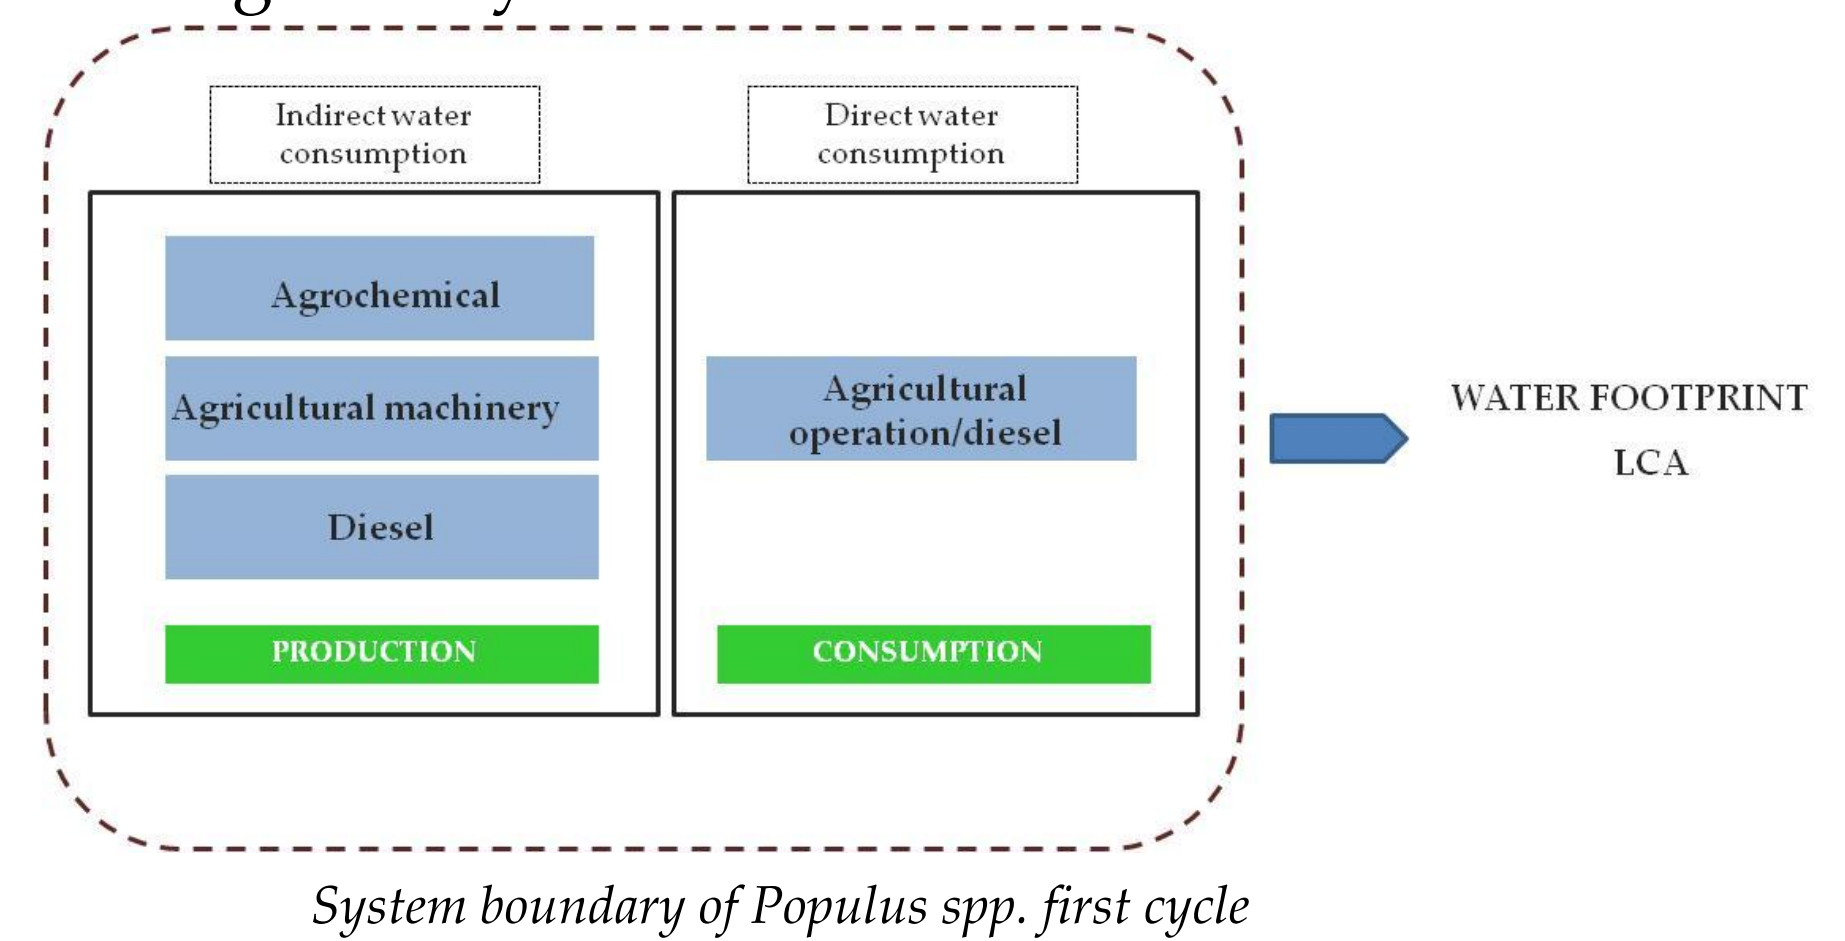 Indirect water
consumption
Direct water
consumption
Agrochemical
Agricultural machinery
Diesel
PRODUCTION
Agricultural
operation/diesel
CONSUMPTION
WATER FOOTPRINT
LCA
System boundary of Populus spp. first cycle